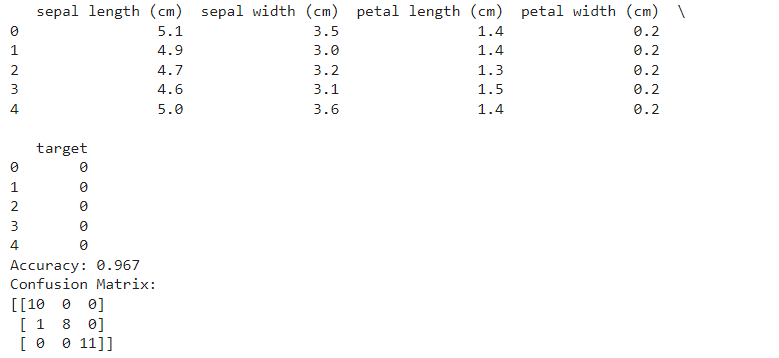 sepal length (cm)  sepal width (cm)  petal length (cm)  petal width (cm)  \
0                5.1               3.5                1.4               0.2
1                4.9               3.0                1.4               0.2
2                4.7               3.2                1.3               0.2
3                4.6               3.1                1.5               0.2
4                5.0               3.6                1.4               0.2

   target
0       0
1       0
2       0
3       0
4       0
Accuracy: 0.967
Confusion Matrix:
[[10  0  0]
 [ 1  8  0]
 [ 0  0 11]]